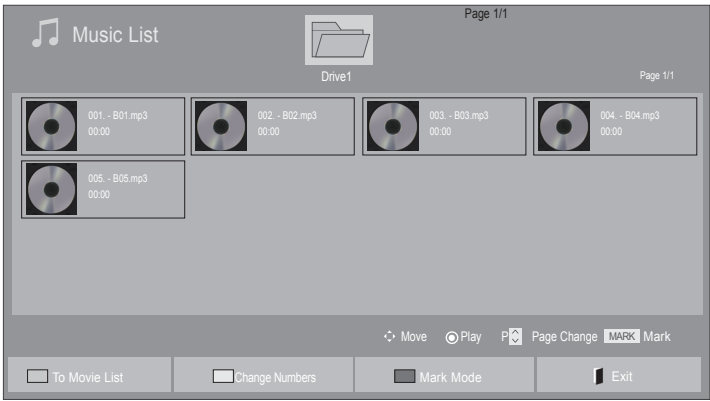 Page 1/1
Music List
Drive1
Page 1/1
001. - B01.mp3
00:00
002. - B02.mp3
00:00
003. - B03.mp3
00:00
004. - B04.mp3
00:00
005. - B05.mp3
00:00
Move Play P Page Change MARK Mark
To Movie List Change Numbers Mark Mode Exit